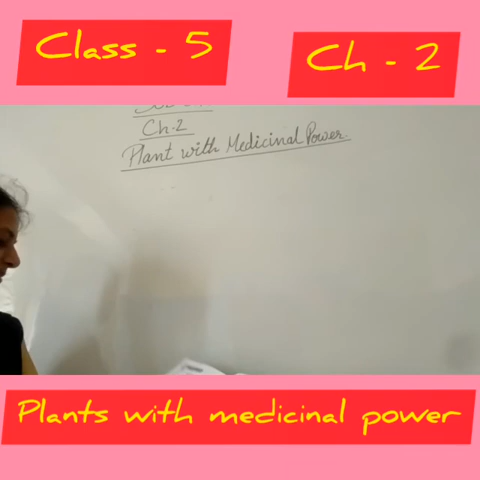 Class - 5
Ch - 2
Ch-2
Plant with Medicinal Power.
Plants with medicinal power